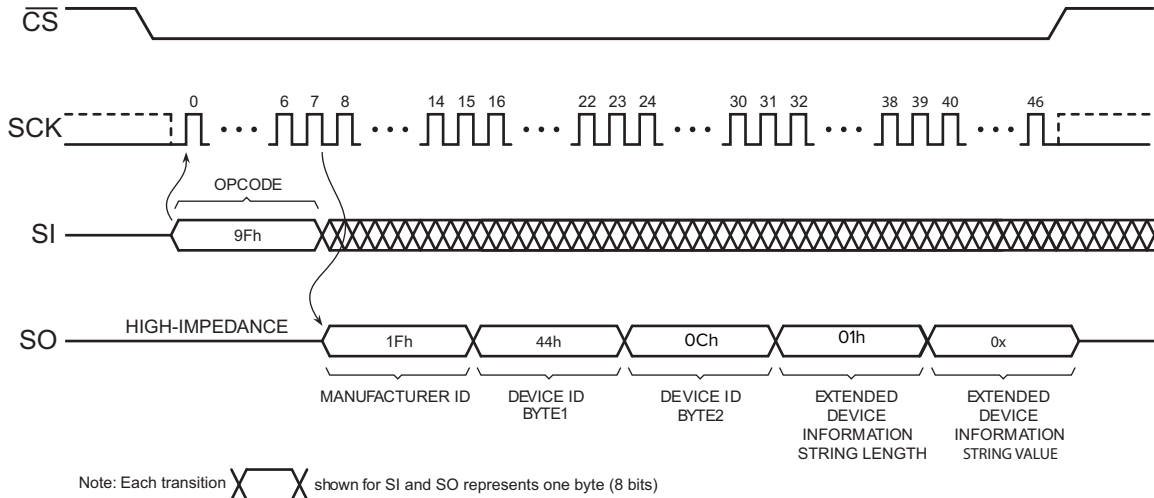 CS
0 6 7 8 14 15 16 22 23 24 30 31 32 38 39 40 46
SCK
OPCODE
SI
9Fh
HIGH-IMPEDANCE
SO
1Fh 44h 0Ch 01h 0x
MANUFACTURER ID
DEVICE ID
BYTE1
DEVICE ID
BYTE2
EXTENDED
DEVICE
INFORMATION
STRING LENGTH
EXTENDED
DEVICE
INFORMATION
STRING VALUE
Note: Each transition shown for SI and SO represents one byte (8 bits)